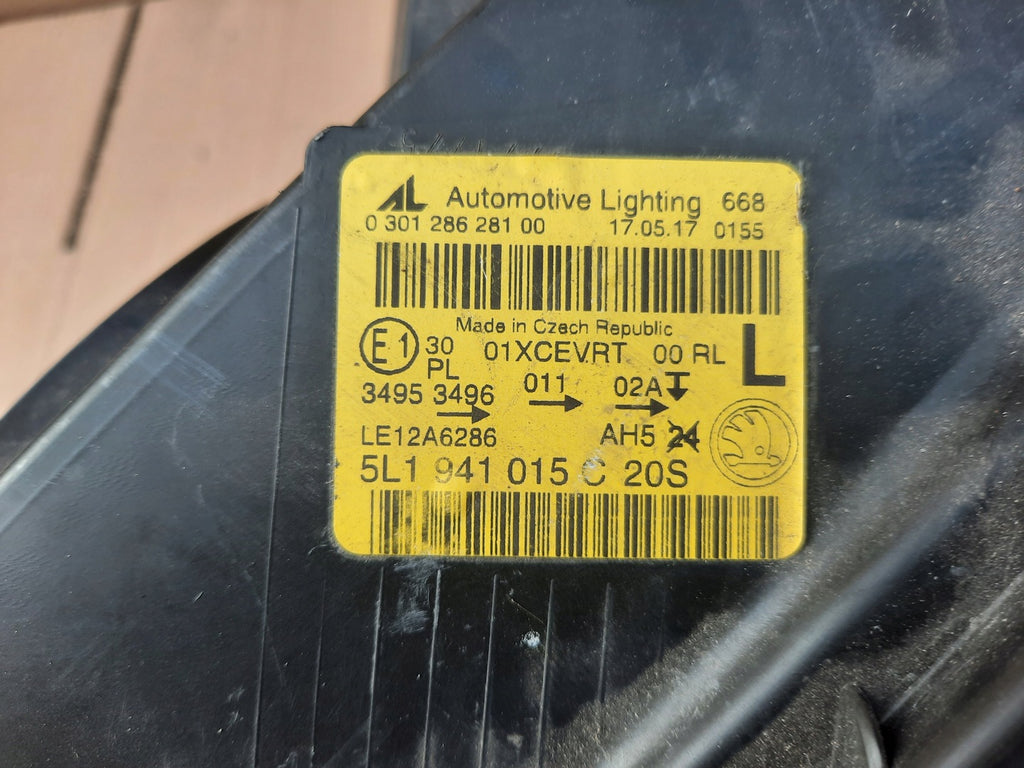 AL Automotive Lighting 668
0 301 286 281 00 17.05.17 0155
Made in Czech Republic
E1 30 01XCEVRT 00 RL L
PL
3495 3496 011 02A
LE12A6286 AH5 24
5L1 941 015 C 20S